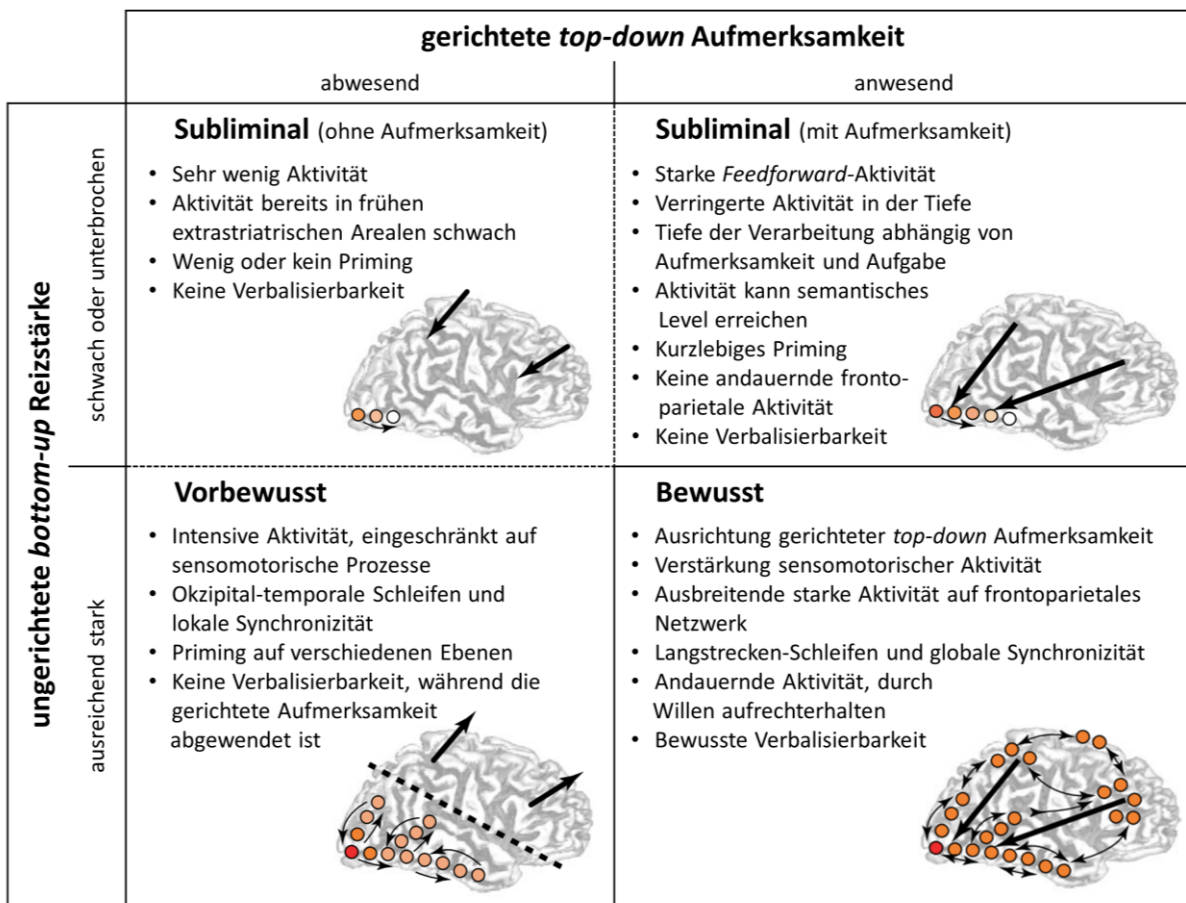 gerichtete top-down Aufmerksamkeit
abwesend
anwesend
ungerichtete bottom-up Reizstärke
schwach oder unterbrochen
Subliminal (ohne Aufmerksamkeit)
• Sehr wenig Aktivität
• Aktivität bereits in frühen
extrastriatrischen Arealen schwach
• Wenig oder kein Priming
• Keine Verbalisierbarkeit
Subliminal (mit Aufmerksamkeit)
• Starke Feedforward-Aktivität
• Verringerte Aktivität in der Tiefe
• Tiefe der Verarbeitung abhängig von
Aufmerksamkeit und Aufgabe
• Aktivität kann semantisches
Level erreichen
• Kurzlebiges Priming
• Keine andauernde fronto-
parietale Aktivität
• Keine Verbalisierbarkeit
ausreichend stark
Vorbewusst
• Intensive Aktivität, eingeschränkt auf
sensomotorische Prozesse
• Okzipital-temporale Schleifen und
lokale Synchronizität
• Priming auf verschiedenen Ebenen
• Keine Verbalisierbarkeit, während die
gerichtete Aufmerksamkeit
abgewendet ist
Bewusst
• Ausrichtung gerichteter top-down Aufmerksamkeit
• Verstärkung sensomotorischer Aktivität
• Ausbreitende starke Aktivität auf frontoparietales
Netzwerk
• Langstrecken-Schleifen und globale Synchronizität
• Andauernde Aktivität, durch
Willen aufrechterhalten
• Bewusste Verbalisierbarkeit